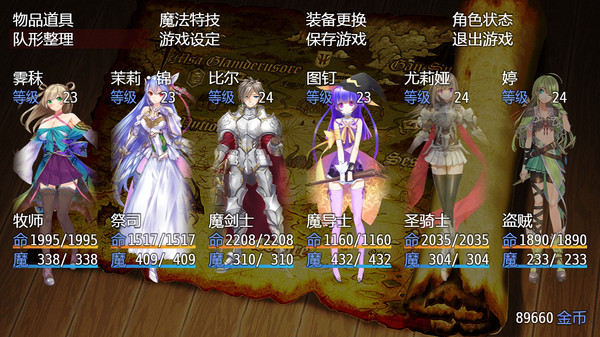 物品道具 魔法特技 装备更换 角色状态
队形整理 游戏设定 保存游戏 退出游戏
霁秣 茉莉·锦 比尔 图钉 尤莉娅 婷
等级 23 等级 23 等级 24 等级 23 等级 24 等级 24
牧师 祭司 魔剑士 魔导士 圣骑士 盗贼
命 1995/1995 命 1517/1517 命 2208/2208 命 1160/1160 命 2035/2035 命 1890/1890
魔 338/ 338 魔 409/ 409 魔 310/ 310 魔 432/ 432 魔 304/ 304 魔 233/ 233
89660 金币